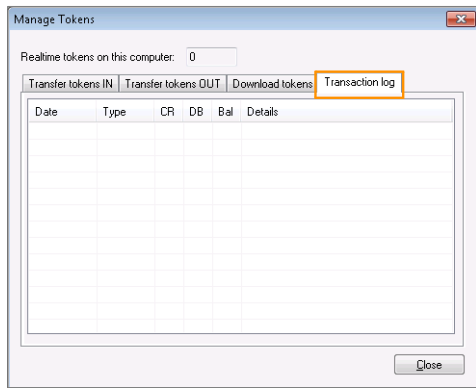 Manage Tokens
Realtime tokens on this computer: 0
Transfer tokens IN Transfer tokens OUT Download tokens Transaction log
Date Type CR DB Bal Details
Close